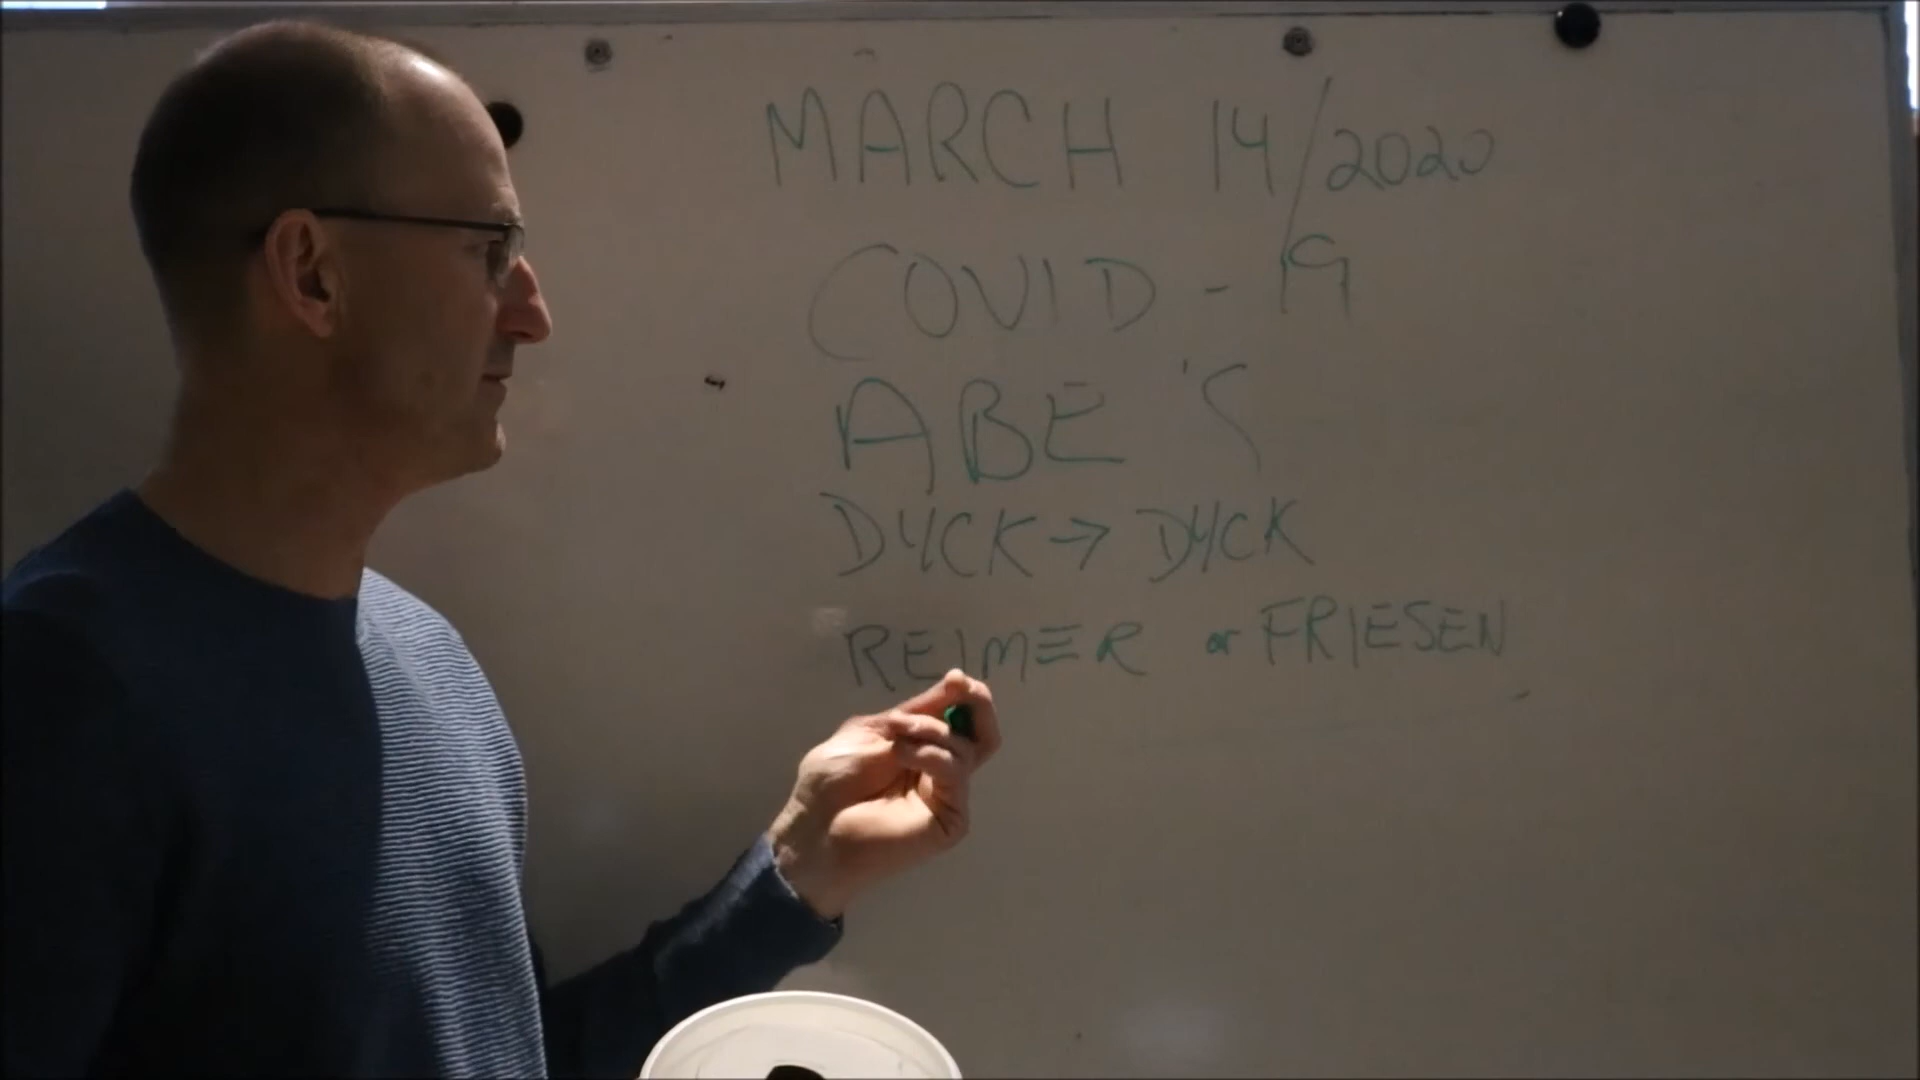 MARCH 14/2020
COVID-19
ABE'S
DYCK → DYCK
REIMER or FRIESEN